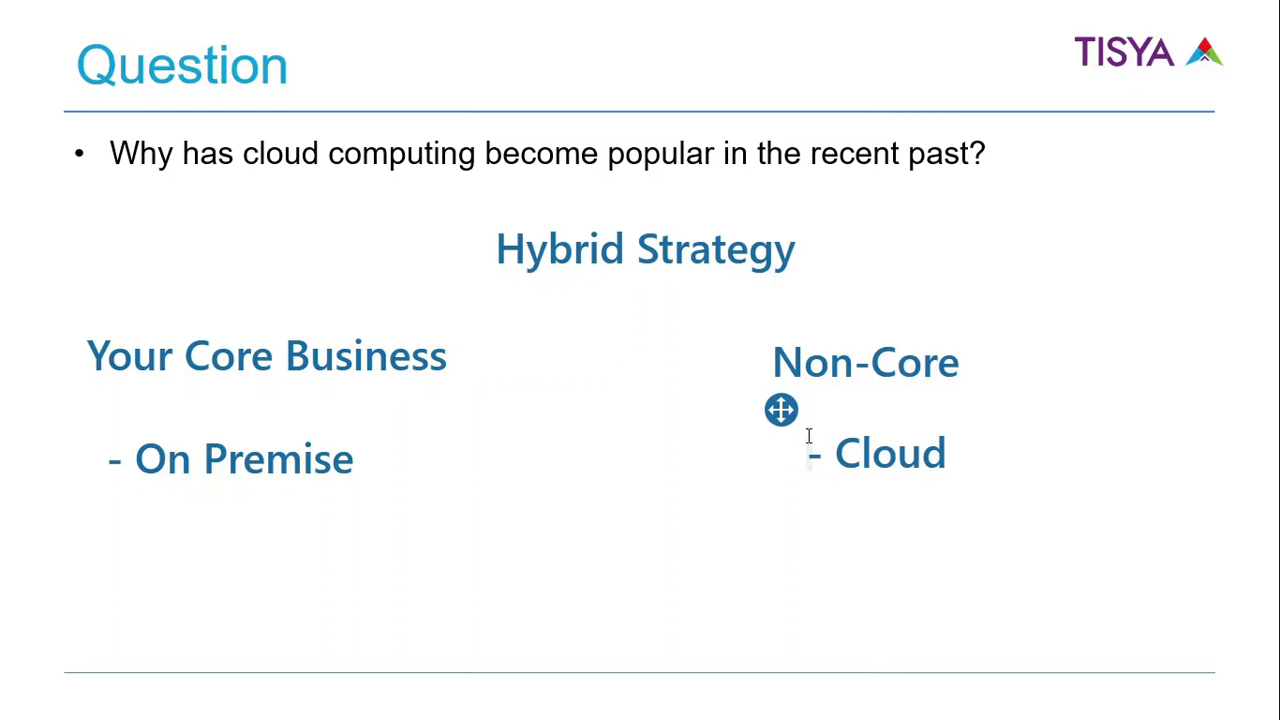 Question
TISYA
• Why has cloud computing become popular in the recent past?
Hybrid Strategy
Your Core Business
Non-Core
- On Premise
- Cloud